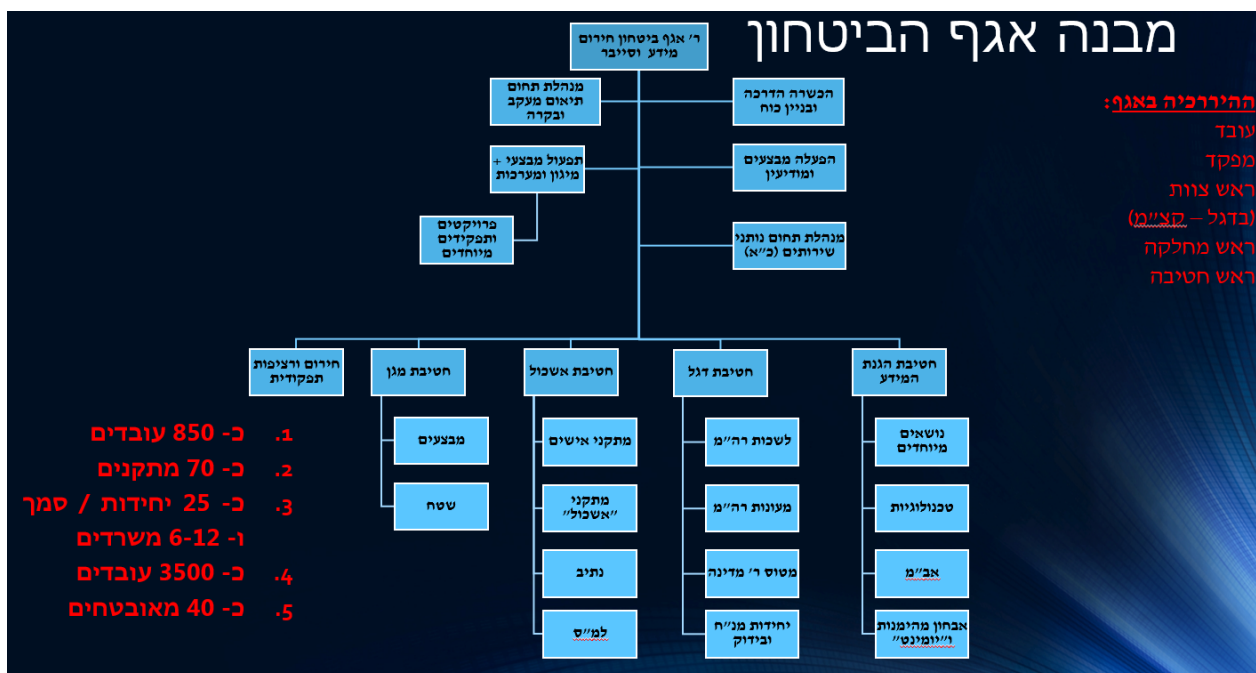 מבנה אגף הביטחון
ר' אגף ביטחון חירום
מידע וסייבר
הכשרה הדרכה
ובניין כוח
מנהלת תחום
תיאום מעקב
ובקרה
הפעלה מבצעים
ומודיעין
תפעול מבצעי +
מיגון ומערכות
מנהלת תחום נותני
שירותים (כ"א)
פרויקטים
ותפקידים
מיוחדים
ההיררכיה באגף:
עובד
מפקד
ראש צוות
(בדגל – קצ"מ)
ראש מחלקה
ראש חטיבה
חטיבת הגנת
המידע
נושאים
מיוחדים
טכנולוגיות
אב"מ
אבחון מהימנות
ו"יומינט"
חטיבת דגל
לשכות רה"מ
מעונות רה"מ
מטוס ר' מדינה
יחידות מנ"ח
ובידוק
חטיבת אשכול
מתקני אישים
מתקני
"אשכול"
נתיב
למ"ס
חטיבת מגן
מבצעים
שטח
חירום ורציפות
תפקודית
1. כ- 850 עובדים
2. כ- 70 מתקנים
3. כ- 25 יחידות / סמך
ו- 6-12 משרדים
4. כ- 3500 עובדים
5. כ- 40 מאובטחים